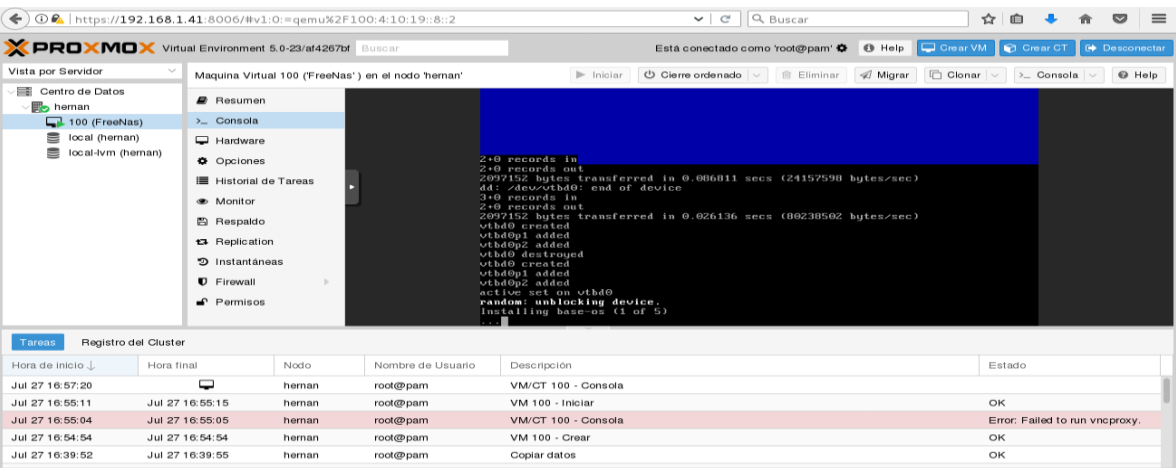 https://192.168.1.41:8006/#v1:0:=qemu%2F100:4:10:19::8::2
Buscar
PROXMOX Virtual Environment 5.0-23/af4267bf Buscar Está conectado como 'root@pam' Help Crear VM Crear CT Desconectar
Vista por Servidor
Maquina Virtual 100 ('FreeNas' ) en el nodo 'hernan' Iniciar Cierre ordenado Eliminar Migrar Clonar >_ Consola Help
Centro de Datos
hernan
100 (FreeNas)
local (hernan)
local-lvm (hernan)
Resumen
>_ Consola
Hardware
Opciones
Historial de Tareas
Monitor
Respaldo
Replication
Instantáneas
Firewall
Permisos
2+0 records in
2+0 records out
2097152 bytes transferred in 0.086811 secs (24157598 bytes/sec)
dd: /dev/vtbd0: end of device
3+0 records in
2+0 records out
2097152 bytes transferred in 0.026136 secs (80238502 bytes/sec)
vtbd0 created
vtbd0p1 added
vtbd0p2 added
vtbd0 destroyed
vtbd0 created
vtbd0p1 added
vtbd0p2 added
active set on vtbd0
random: unblocking device.
Installing base-os (1 of 5)
...
Tareas Registro del Cluster
Hora de inicio ↓ Hora final Nodo Nombre de Usuario Descripción Estado
Jul 27 16:57:20 hernan root@pam VM/CT 100 - Consola
Jul 27 16:55:11 Jul 27 16:55:15 hernan root@pam VM 100 - Iniciar OK
Jul 27 16:55:04 Jul 27 16:55:05 hernan root@pam VM/CT 100 - Consola Error: Failed to run vncproxy.
Jul 27 16:54:54 Jul 27 16:54:54 hernan root@pam VM 100 - Crear OK
Jul 27 16:39:52 Jul 27 16:39:55 hernan root@pam Copiar datos OK